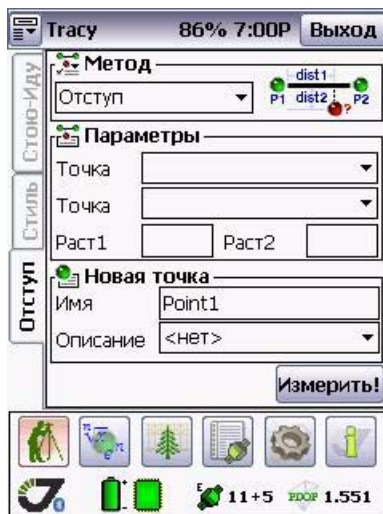 Tracy 86% 7:00P Выход
Стою-Иду
Стиль
Отступ
Метод
Отступ
dist1
P1 dist2 P2
?
Параметры
Точка
Точка
Раст1 Раст2
Новая точка
Имя Point1
Описание <нет>
Измерить!
0
11+5 PDOP 1.551